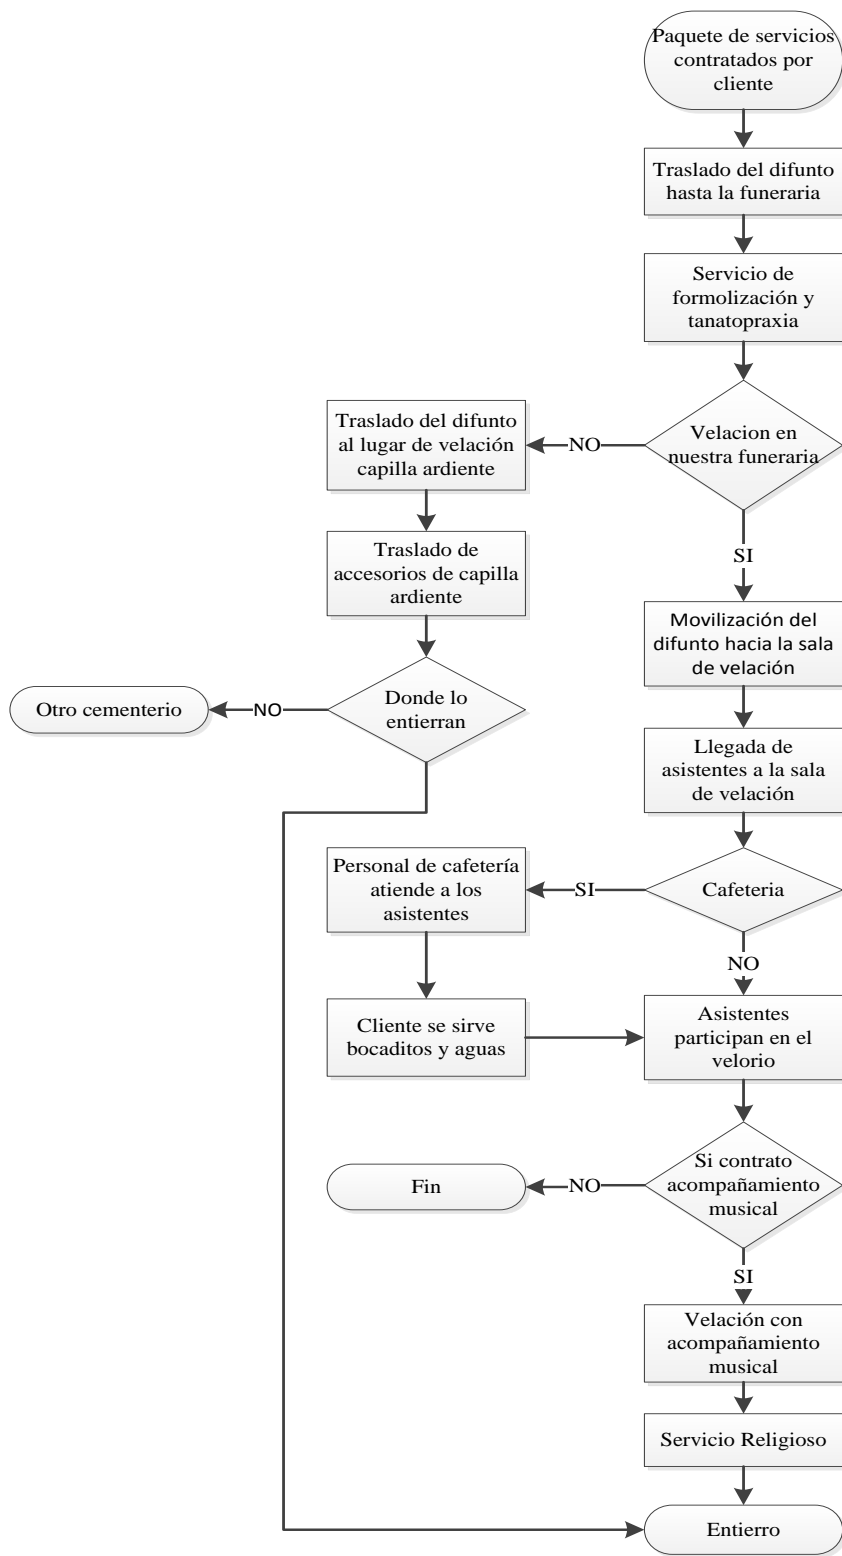 Paquete de servicios
contratados por
cliente
Traslado del difunto
hasta la funeraria
Servicio de
formolización y
tanatopraxia
Velacion en
nuestra funeraria
NO
Traslado del difunto
al lugar de velación
capilla ardiente
Traslado de
accesorios de capilla
ardiente
Donde lo
entierran
NO
Otro cementerio
SI
Movilización del
difunto hacia la sala
de velación
Llegada de
asistentes a la sala
de velación
Cafeteria
SI
Personal de cafetería
atiende a los
asistentes
Cliente se sirve
bocaditos y aguas
NO
Asistentes
participan en el
velorio
Si contrato
acompañamiento
musical
NO
Fin
SI
Velación con
acompañamiento
musical
Servicio Religioso
Entierro